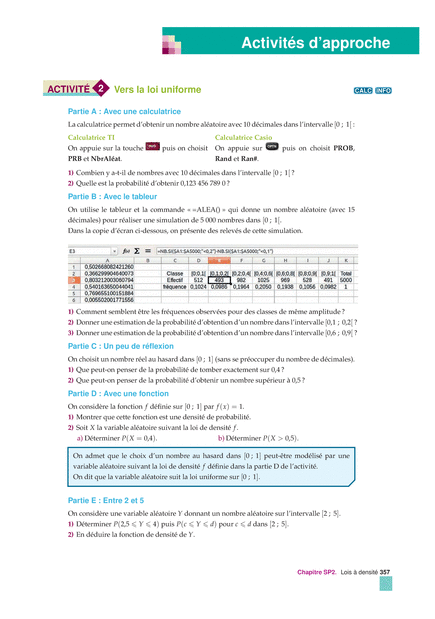 Activités d'approche
ACTIVITÉ 2 Vers la loi uniforme
CALC INFO
Partie A : Avec une calculatrice
La calculatrice permet d'obtenir un nombre aléatoire avec 10 décimales dans l'intervalle [0 ; 1[ :
Calculatrice TI
On appuie sur la touche puis on choisit
PRB et NbrAléat.
Calculatrice Casio
On appuie sur OPTN puis on choisit PROB,
Rand et Ran#.
1) Combien y a-t-il de nombres avec 10 décimales dans l'intervalle [0 ; 1[ ?
2) Quelle est la probabilité d'obtenir 0,123 456 789 0 ?
Partie B : Avec le tableur
On utilise le tableur et la commande « =ALEA() » qui donne un nombre aléatoire (avec 15
décimales) pour réaliser une simulation de 5 000 nombres dans [0 ; 1[.
Dans la copie d'écran ci-dessous, on présente des relevés de cette simulation.
E3 f(x) Σ = =NB.SI($A1:$A5000;"<0,2")-NB.SI($A1:$A5000;"<0,1")
A B C D E F G H I J K
1 0,502668082421260
2 0,366299904640073 Classe [0;0,1[ [0,1;0,2[ [0,2;0,4[ [0,4;0,6[ [0,6;0,8[ [0,8;0,9[ [0,9;1[ Total
3 0,803212003060794 Effectif 512 493 982 1025 969 528 491 5000
4 0,540163650044041 fréquence 0,1024 0,0986 0,1964 0,2050 0,1938 0,1056 0,0982 1
5 0,769655100151884
6 0,005502001771556
1) Comment semblent être les fréquences observées pour des classes de même amplitude ?
2) Donner une estimation de la probabilité d'obtenir un nombre dans l'intervalle [0,1 ; 0,2[ ?
3) Donner une estimation de la probabilité d'obtenir un nombre dans l'intervalle [0,6 ; 0,9[ ?
Partie C : Un peu de réflexion
On choisit un nombre réel au hasard dans [0 ; 1] (sans se préoccuper du nombre de décimales).
1) Que peut-on penser de la probabilité de tomber exactement sur 0,4 ?
2) Que peut-on penser de la probabilité d'obtenir un nombre supérieur à 0,5 ?
Partie D : Avec une fonction
On considère la fonction f définie sur [0 ; 1] par f(x) = 1.
1) Montrer que cette fonction est une densité de probabilité.
2) Soit X la variable aléatoire suivant la loi de densité f.
a) Déterminer P(X = 0,4). b) Déterminer P(X > 0,5).
On admet que le choix d'un nombre au hasard dans [0 ; 1] peut-être modélisé par une
variable aléatoire suivant la loi de densité f définie dans la partie D de l'activité.
On dit que la variable aléatoire suit la loi uniforme sur [0 ; 1].
Partie E : Entre 2 et 5
On considère une variable aléatoire Y donnant un nombre aléatoire sur l'intervalle [2 ; 5].
1) Déterminer P(2,5 ⩽ Y ⩽ 4) puis P(c ⩽ Y ⩽ d) pour c ⩽ d dans [2 ; 5].
2) En déduire la fonction de densité de Y.
Chapitre SP2. Lois à densité 357